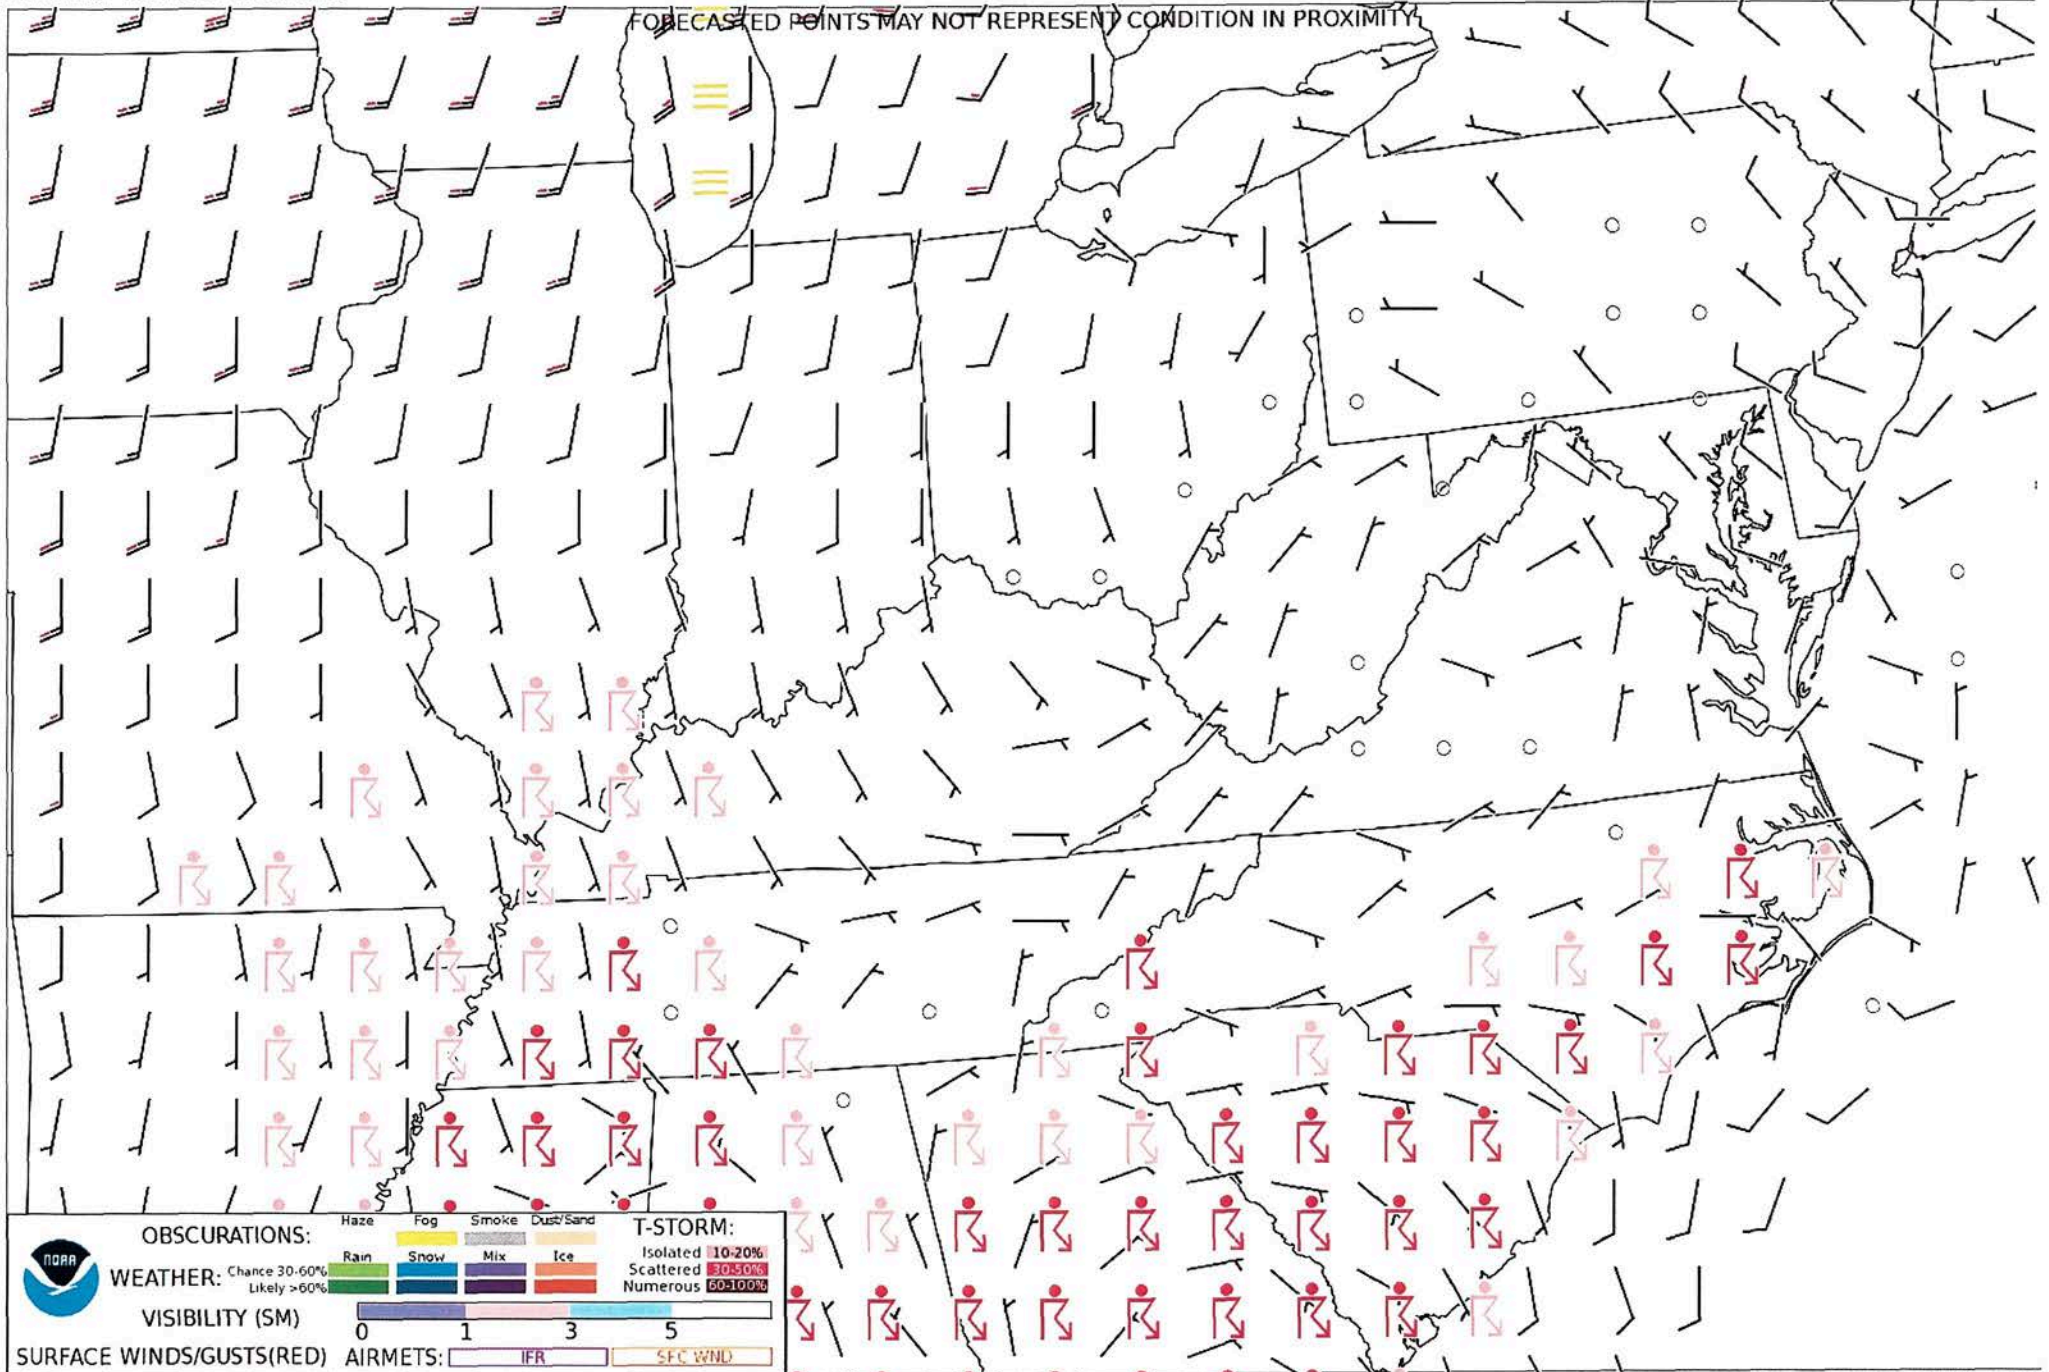 FORECASTED POINTS MAY NOT REPRESENT CONDITION IN PROXIMITY
OBSCURATIONS: Haze Fog Smoke Dust/Sand T-STORM:
WEATHER: Rain Snow Mix Ice Isolated 10-20%
Chance 30-60% Scattered 30-50%
Likely >60% Numerous 60-100%
NOAA
VISIBILITY (SM)
0 1 3 5
SURFACE WINDS/GUSTS(RED) AIRMETS: IFR SFC WND